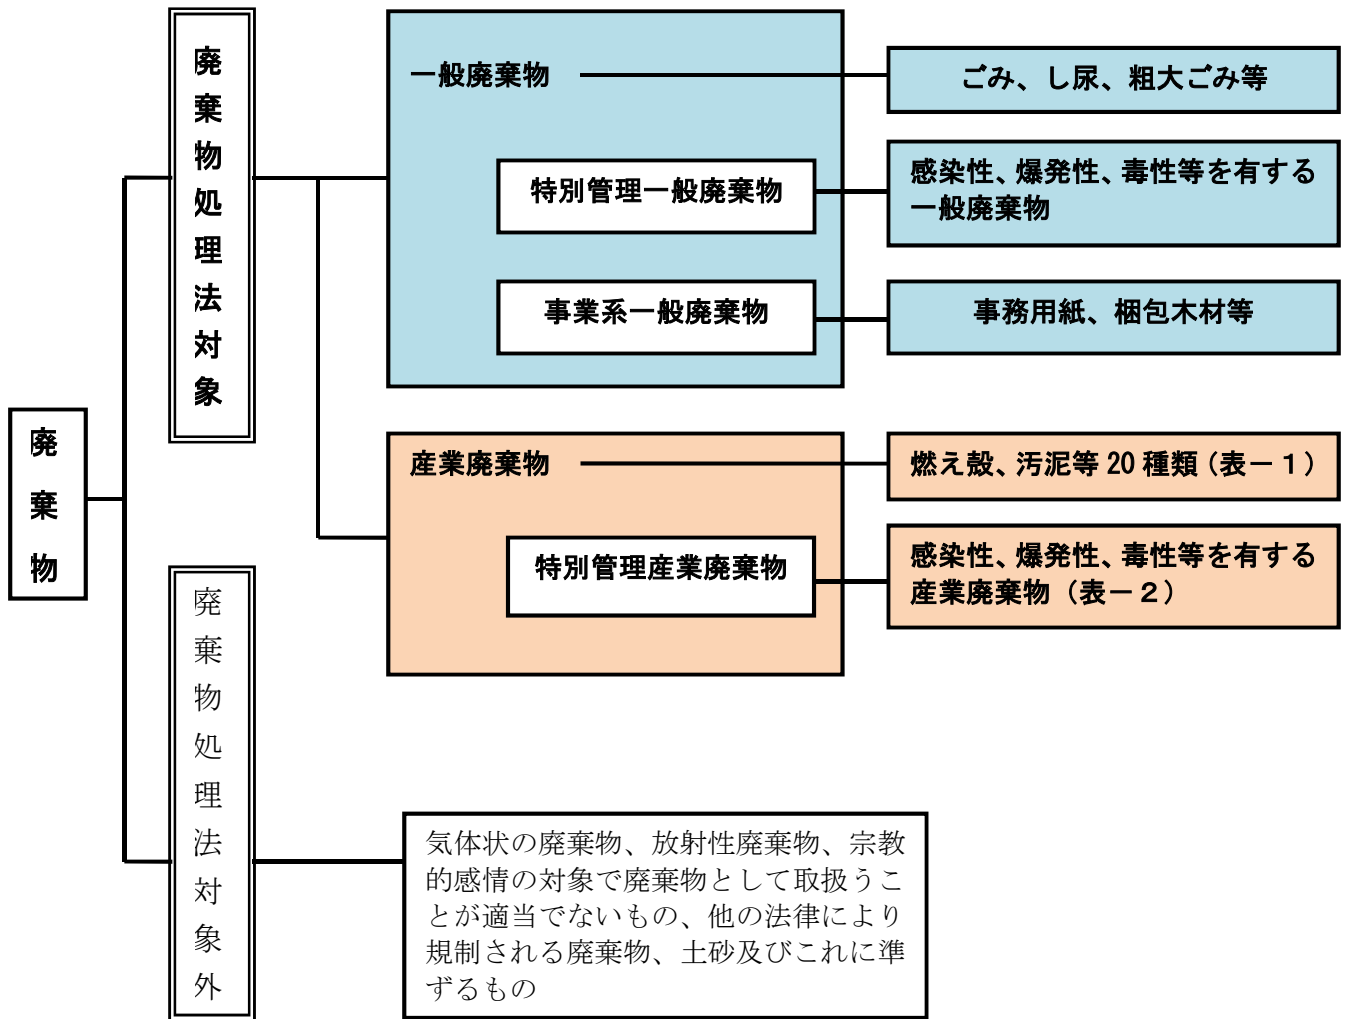 廃棄物
廃棄物処理法対象
一般廃棄物
ごみ、し尿、粗大ごみ等
特別管理一般廃棄物
感染性、爆発性、毒性等を有する
一般廃棄物
事業系一般廃棄物
事務用紙、梱包木材等
産業廃棄物
燃え殻、汚泥等 20 種類（表－１）
特別管理産業廃棄物
感染性、爆発性、毒性等を有する
産業廃棄物（表－２）
廃棄物処理法対象外
気体状の廃棄物、放射性廃棄物、宗教
的感情の対象で廃棄物として取扱うこ
とが適当でないもの、他の法律により
規制される廃棄物、土砂及びこれに準
ずるもの